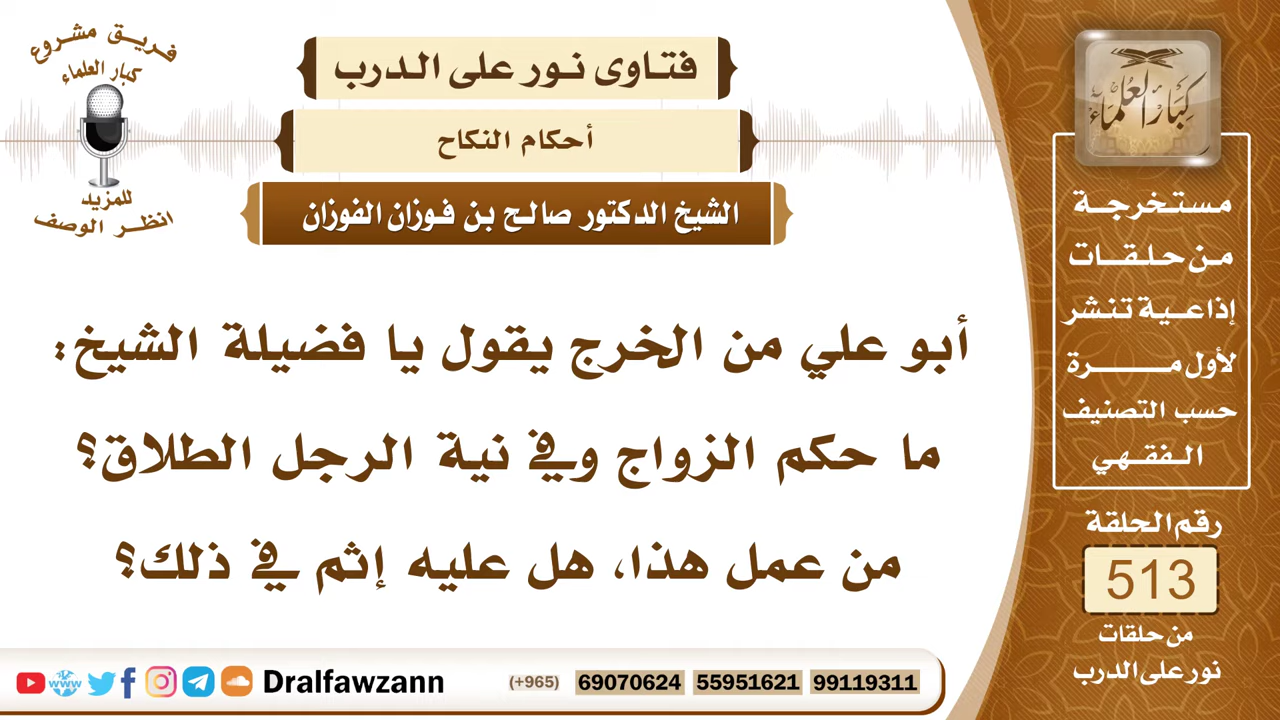 فريق مشروع
كبار العلماء
للمزيد
انظر الوصف
فتاوى نور على الدرب
أحكام النكاح
الشيخ الدكتور صالح بن فوزان الفوزان
أبو علي من الخرج يقول يا فضيلة الشيخ:
ما حكم الزواج وفي نية الرجل الطلاق؟
من عمل هذا، هل عليه إثم في ذلك؟
كبار العلماء
مستخرجة
من حلقات
إذاعية تنشر
لأول مرة
حسب التصنيف
الفقهي
رقم الحلقة
513
من حلقات
نور على الدرب
www Dralfawzann (+965) 69070624 55951621 99119311